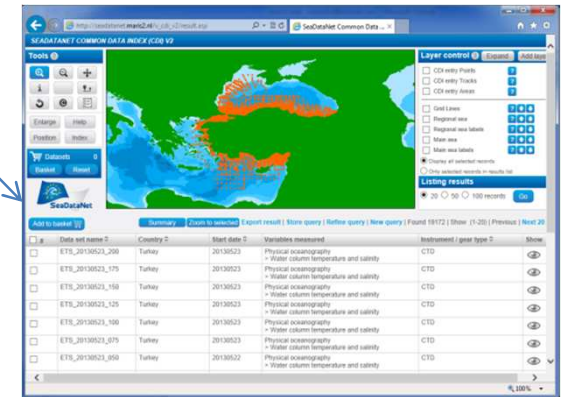 http://seadatanet.maris2.nl/v_cdi_v2/result.asp
SeaDataNet Common Data ...
SEADATANET COMMON DATA INDEX (CDI) V2
Tools
Layer control Expand Add laye
CDI entry Points
CDI entry Tracks
CDI entry Areas
Grid Lines
Regional sea
Regional sea labels
Main sea
Main sea labels
Display all selected records
Only selected records in results list
Listing results
20 50 100 records Go
Enlarge Help
Position Index
Datasets 0
Basket Reset
SeaDataNet
Add to basket Summary Zoom to selected Export result | Store query | Refine query | New query | Found 19172 | Show (1-20) | Previous | Next 20
# Data set name Country Start date Variables measured Instrument / gear type Show
ETS_20130523_200 Turkey 20130523 Physical oceanography CTD
> Water column temperature and salinity
ETS_20130523_175 Turkey 20130523 Physical oceanography CTD
> Water column temperature and salinity
ETS_20130523_150 Turkey 20130523 Physical oceanography CTD
> Water column temperature and salinity
ETS_20130523_125 Turkey 20130523 Physical oceanography CTD
> Water column temperature and salinity
ETS_20130523_100 Turkey 20130523 Physical oceanography CTD
> Water column temperature and salinity
ETS_20130523_075 Turkey 20130523 Physical oceanography CTD
> Water column temperature and salinity
ETS_20130523_050 Turkey 20130522 Physical oceanography CTD
> Water column temperature and salinity
100%